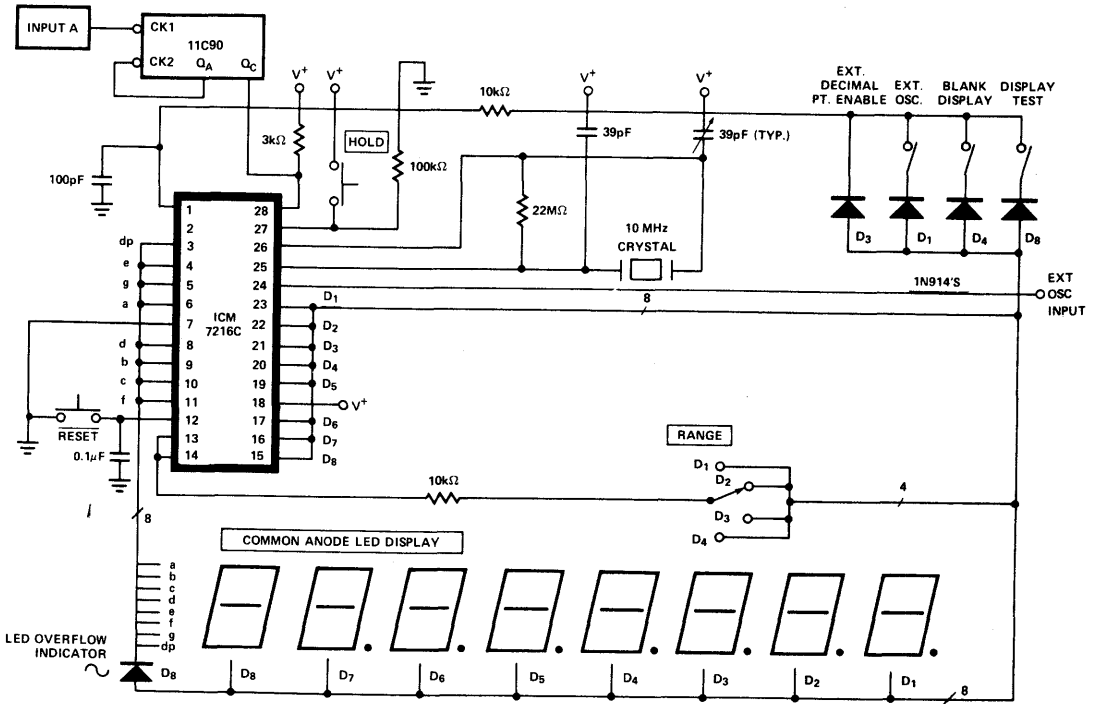 INPUT A
CK1
11C90
CK2 QA QC
V+ V+
V+ V+
10kΩ
EXT. DECIMAL PT. ENABLE
EXT. OSC.
BLANK DISPLAY
DISPLAY TEST
3kΩ
HOLD
100kΩ
39pF
39pF (TYP.)
100pF
22MΩ
10 MHz
CRYSTAL
D3 D1 D4 D8
1N914'S
EXT
OSC
INPUT
8
ICM
7216C
1 28
2 27
dp 3 26
e 4 25
g 5 24
a 6 23 D1
7 22 D2
d 8 21 D3
b 9 20 D4
c 10 19 D5
f 11 18 V+
12 17 D6
13 16 D7
14 15 D8
RESET
0.1µF
RANGE
D1
D2
D3
D4
4
10kΩ
8
COMMON ANODE LED DISPLAY
a
b
c
d
e
f
g
dp
LED OVERFLOW
INDICATOR
D8 D8 D7 D6 D5 D4 D3 D2 D1
8